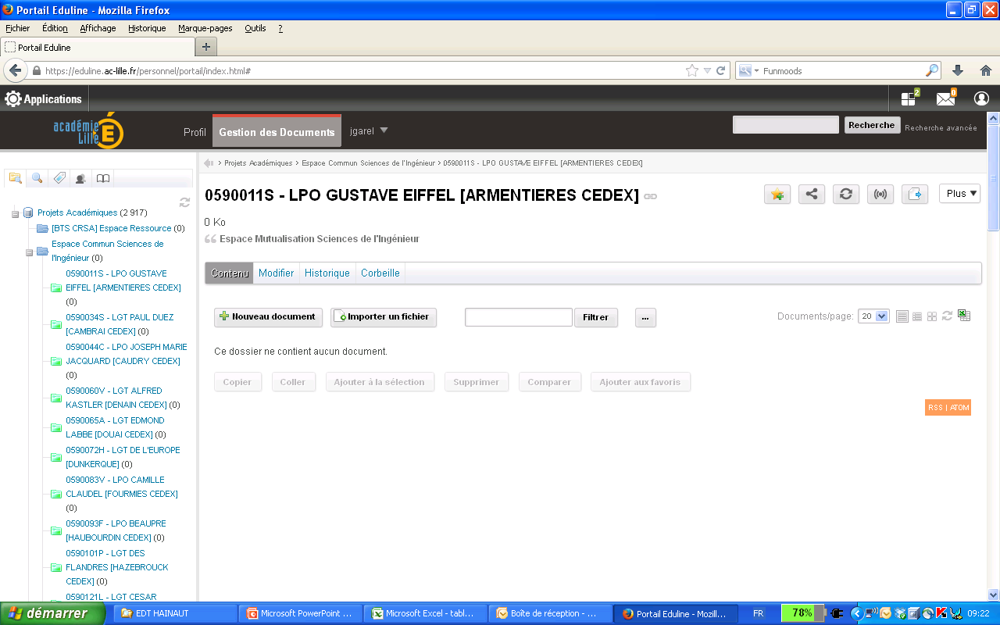 Portail Eduline - Mozilla Firefox
Fichier Édition Affichage Historique Marque-pages Outils ?
Portail Eduline
https://eduline.ac-lille.fr/personnel/portail/index.html#
Funmoods
Applications
2
0
académie
Lille
Profil
Gestion des Documents
jgarel
Recherche
Recherche avancée
> Projets Académiques > Espace Commun Sciences de l'Ingénieur > 0590011S - LPO GUSTAVE EIFFEL [ARMENTIERES CEDEX]
0590011S - LPO GUSTAVE EIFFEL [ARMENTIERES CEDEX]
Plus
0 Ko
Espace Mutualisation Sciences de l'Ingénieur
Contenu Modifier Historique Corbeille
Nouveau document
Importer un fichier
Filtrer
...
Documents/page: 20
Ce dossier ne contient aucun document.
Copier Coller Ajouter à la sélection Supprimer Comparer Ajouter aux favoris
RSS | ATOM
Projets Académiques (2 917)
[BTS CRSA] Espace Ressource (0)
Espace Commun Sciences de
l'Ingénieur (0)
0590011S - LPO GUSTAVE
EIFFEL [ARMENTIERES CEDEX]
(0)
0590034S - LGT PAUL DUEZ
[CAMBRAI CEDEX] (0)
0590044C - LPO JOSEPH MARIE
JACQUARD [CAUDRY CEDEX]
(0)
0590060V - LGT ALFRED
KASTLER [DENAIN CEDEX] (0)
0590065A - LGT EDMOND
LABBE [DOUAI CEDEX] (0)
0590072H - LGT DE L'EUROPE
[DUNKERQUE] (0)
0590083V - LPO CAMILLE
CLAUDEL [FOURMIES CEDEX]
(0)
0590093F - LPO BEAUPRE
[HAUBOURDIN CEDEX] (0)
0590101P - LGT DES
FLANDRES [HAZEBROUCK
CEDEX] (0)
0590121L - LGT CESAR
démarrer
EDT HAINAUT
Microsoft PowerPoint ...
Microsoft Excel - tabl...
Boîte de réception - ...
Portail Eduline - Mozill...
FR
78%
09:22